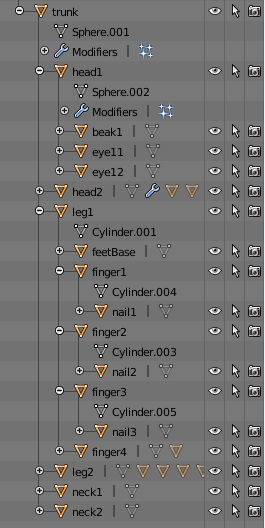 trunk
Sphere.001
Modifiers
head1
Sphere.002
Modifiers
beak1
eye11
eye12
head2
leg1
Cylinder.001
feetBase
finger1
Cylinder.004
nail1
finger2
Cylinder.003
nail2
finger3
Cylinder.005
nail3
finger4
leg2
neck1
neck2